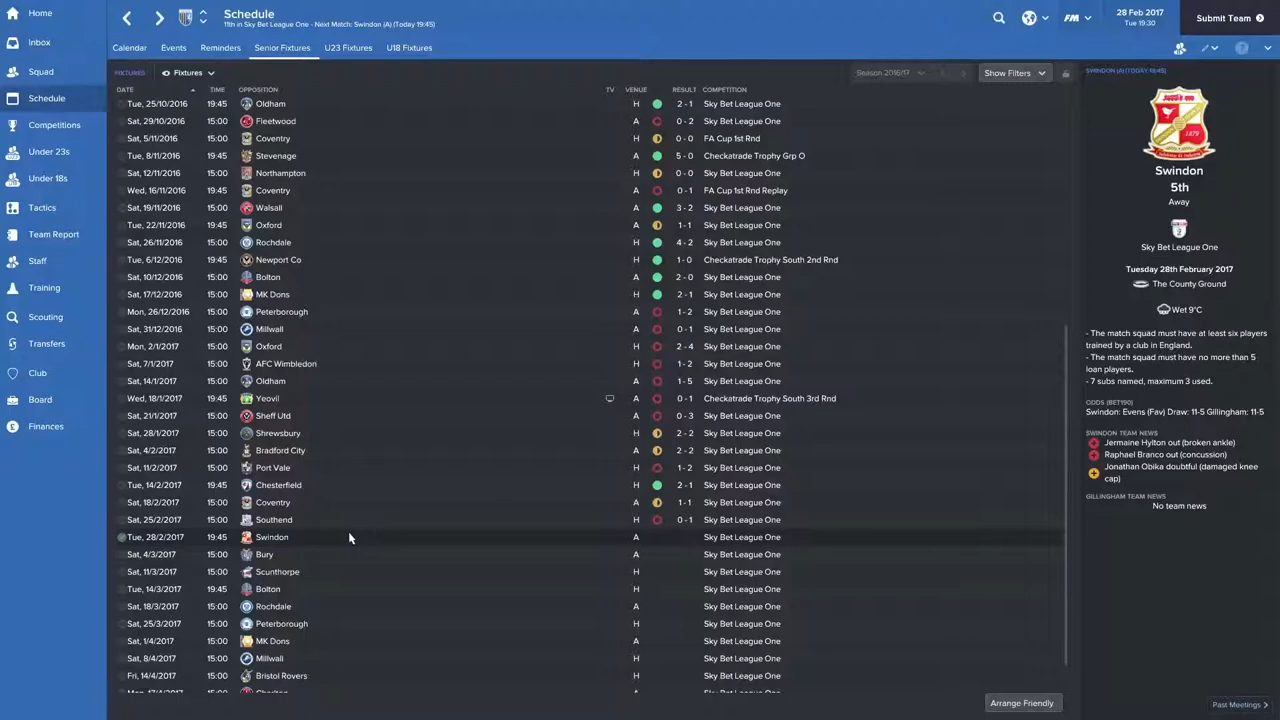 Home
Inbox
Squad
Schedule
Competitions
Under 23s
Under 18s
Tactics
Team Report
Staff
Training
Scouting
Transfers
Club
Board
Finances
Schedule
11th in Sky Bet League One - Next Match: Swindon (A) (Today 19:45)
FM
28 Feb 2017
Tue 19:30
Submit Team
Calendar Events Reminders Senior Fixtures U23 Fixtures U18 Fixtures
FIXTURES Fixtures Season 2016/17 Show Filters
DATE TIME OPPOSITION TV VENUE RESULT COMPETITION
Tue, 25/10/2016 19:45 Oldham H 2 - 1 Sky Bet League One
Sat, 29/10/2016 15:00 Fleetwood A 0 - 2 Sky Bet League One
Sat, 5/11/2016 15:00 Coventry H 0 - 0 FA Cup 1st Rnd
Tue, 8/11/2016 19:45 Stevenage A 5 - 0 Checkatrade Trophy Grp O
Sat, 12/11/2016 15:00 Northampton H 0 - 0 Sky Bet League One
Wed, 16/11/2016 19:45 Coventry A 0 - 1 FA Cup 1st Rnd Replay
Sat, 19/11/2016 15:00 Walsall A 3 - 2 Sky Bet League One
Tue, 22/11/2016 19:45 Oxford A 1 - 1 Sky Bet League One
Sat, 26/11/2016 15:00 Rochdale H 4 - 2 Sky Bet League One
Tue, 6/12/2016 19:45 Newport Co H 1 - 0 Checkatrade Trophy South 2nd Rnd
Sat, 10/12/2016 15:00 Bolton A 2 - 0 Sky Bet League One
Sat, 17/12/2016 15:00 MK Dons H 2 - 1 Sky Bet League One
Mon, 26/12/2016 15:00 Peterborough A 1 - 2 Sky Bet League One
Sat, 31/12/2016 15:00 Millwall A 0 - 1 Sky Bet League One
Mon, 2/1/2017 15:00 Oxford H 2 - 4 Sky Bet League One
Sat, 7/1/2017 15:00 AFC Wimbledon H 1 - 2 Sky Bet League One
Sat, 14/1/2017 15:00 Oldham A 1 - 5 Sky Bet League One
Wed, 18/1/2017 19:45 Yeovil A 0 - 1 Checkatrade Trophy South 3rd Rnd
Sat, 21/1/2017 15:00 Sheff Utd A 0 - 3 Sky Bet League One
Sat, 28/1/2017 15:00 Shrewsbury H 2 - 2 Sky Bet League One
Sat, 4/2/2017 15:00 Bradford City A 2 - 2 Sky Bet League One
Sat, 11/2/2017 15:00 Port Vale H 1 - 2 Sky Bet League One
Tue, 14/2/2017 19:45 Chesterfield H 2 - 1 Sky Bet League One
Sat, 18/2/2017 15:00 Coventry A 1 - 1 Sky Bet League One
Sat, 25/2/2017 15:00 Southend H 0 - 1 Sky Bet League One
Tue, 28/2/2017 19:45 Swindon A Sky Bet League One
Sat, 4/3/2017 15:00 Bury A Sky Bet League One
Sat, 11/3/2017 15:00 Scunthorpe H Sky Bet League One
Tue, 14/3/2017 19:45 Bolton H Sky Bet League One
Sat, 18/3/2017 15:00 Rochdale A Sky Bet League One
Sat, 25/3/2017 15:00 Peterborough H Sky Bet League One
Sat, 1/4/2017 15:00 MK Dons A Sky Bet League One
Sat, 8/4/2017 15:00 Millwall H Sky Bet League One
Fri, 14/4/2017 15:00 Bristol Rovers H Sky Bet League One
Mon, 17/4/2017 15:00 Charlton A Sky Bet League One
Arrange Friendly
SWINDON (A) (TODAY 19:45)
1879
Swindon
5th
Away
Sky Bet League One
Tuesday 28th February 2017
The County Ground
Wet 9°C
- The match squad must have at least six players
trained by a club in England.
- The match squad must have no more than 5
loan players.
- 7 subs named, maximum 3 used.
ODDS (BET190)
Swindon: Evens (Fav) Draw: 11-5 Gillingham: 11-5
SWINDON TEAM NEWS
Jermaine Hylton out (broken ankle)
Raphael Branco out (concussion)
Jonathan Obika doubtful (damaged knee
cap)
GILLINGHAM TEAM NEWS
No team news
Past Meetings